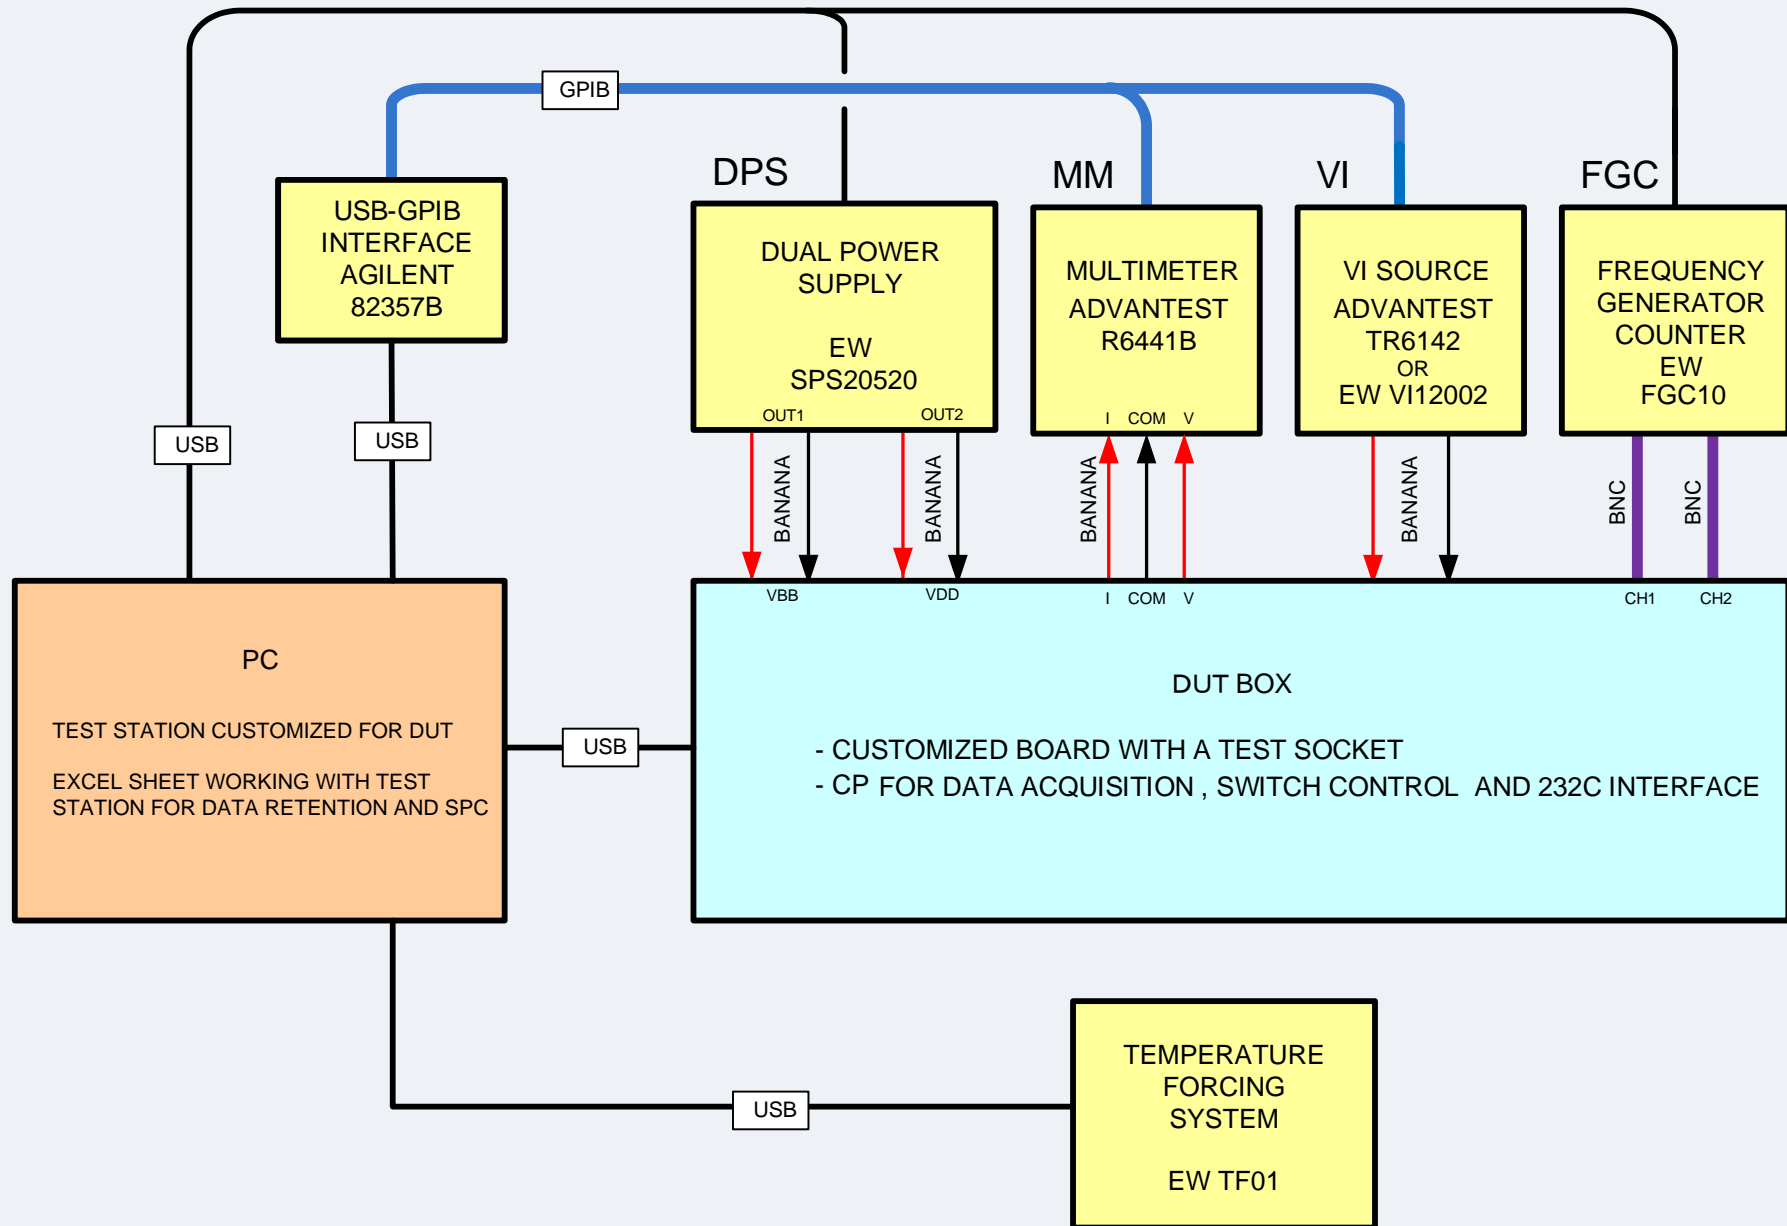 GPIB
DPS
MM
VI
FGC
USB-GPIB
INTERFACE
AGILENT
82357B
DUAL POWER
SUPPLY
EW
SPS20520
OUT1
OUT2
MULTIMETER
ADVANTEST
R6441B
I COM V
VI SOURCE
ADVANTEST
TR6142
OR
EW VI12002
FREQUENCY
GENERATOR
COUNTER
EW
FGC10
USB
USB
BANANA
BANANA
BANANA
BANANA
BNC
BNC
VBB
VDD
I COM V
CH1
CH2
PC
TEST STATION CUSTOMIZED FOR DUT
EXCEL SHEET WORKING WITH TEST
STATION FOR DATA RETENTION AND SPC
USB
DUT BOX
- CUSTOMIZED BOARD WITH A TEST SOCKET
- CP FOR DATA ACQUISITION , SWITCH CONTROL AND 232C INTERFACE
USB
TEMPERATURE
FORCING
SYSTEM
EW TF01